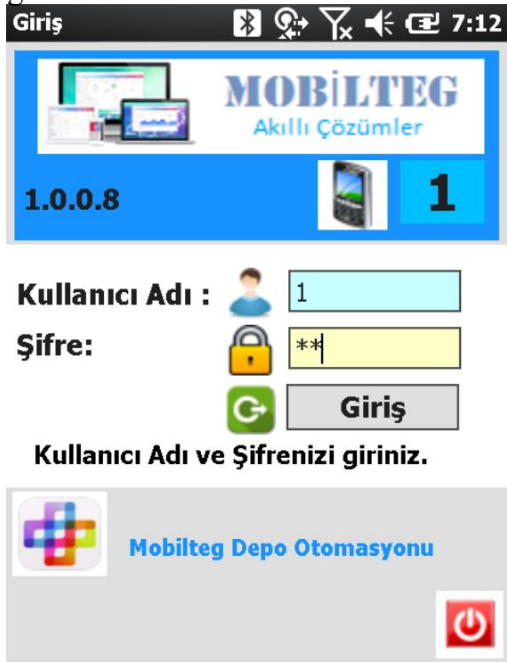 Giriş 7:12
MOBİLTEG
Akıllı Çözümler
1.0.0.8 1
Kullanıcı Adı : 1
Şifre: **
Giriş
Kullanıcı Adı ve Şifrenizi giriniz.
Mobilteg Depo Otomasyonu